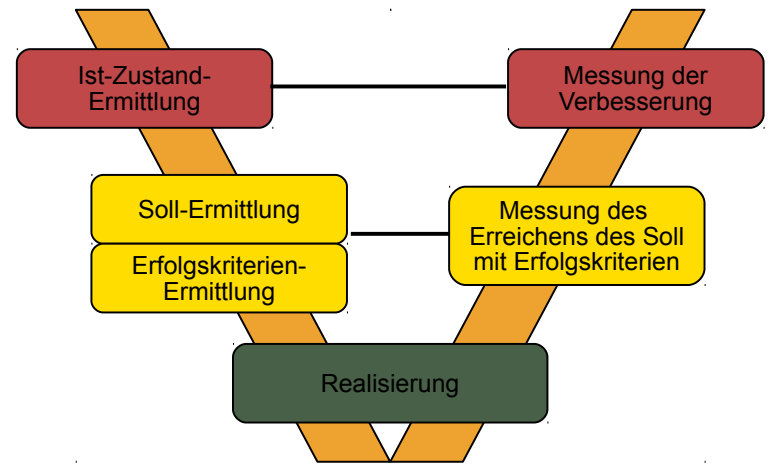 Ist-Zustand-
Ermittlung
Messung der
Verbesserung
Soll-Ermittlung
Erfolgskriterien-
Ermittlung
Messung des
Erreichens des Soll
mit Erfolgskriterien
Realisierung